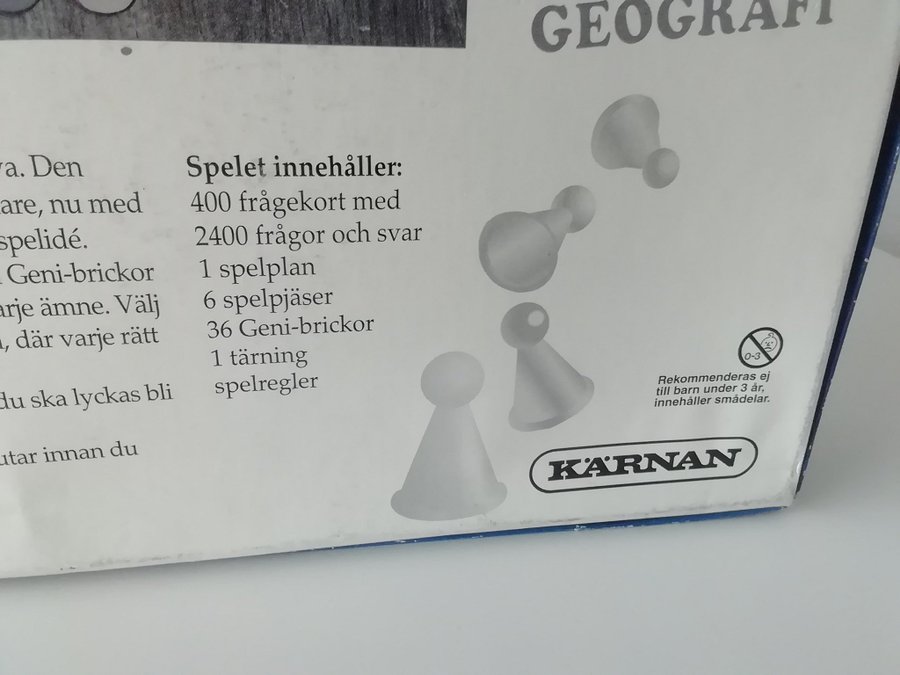 GEOGRAFI
va. Den
are, nu med
spelidé.
Geni-brickor
arje ämne. Välj
, där varje rätt
du ska lyckas bli
utar innan du
Spelet innehåller:
400 frågekort med
2400 frågor och svar
1 spelplan
6 spelpjäser
36 Geni-brickor
1 tärning
spelregler
0-3
Rekommenderas ej
till barn under 3 år,
innehåller smådelar.
KÄRNAN